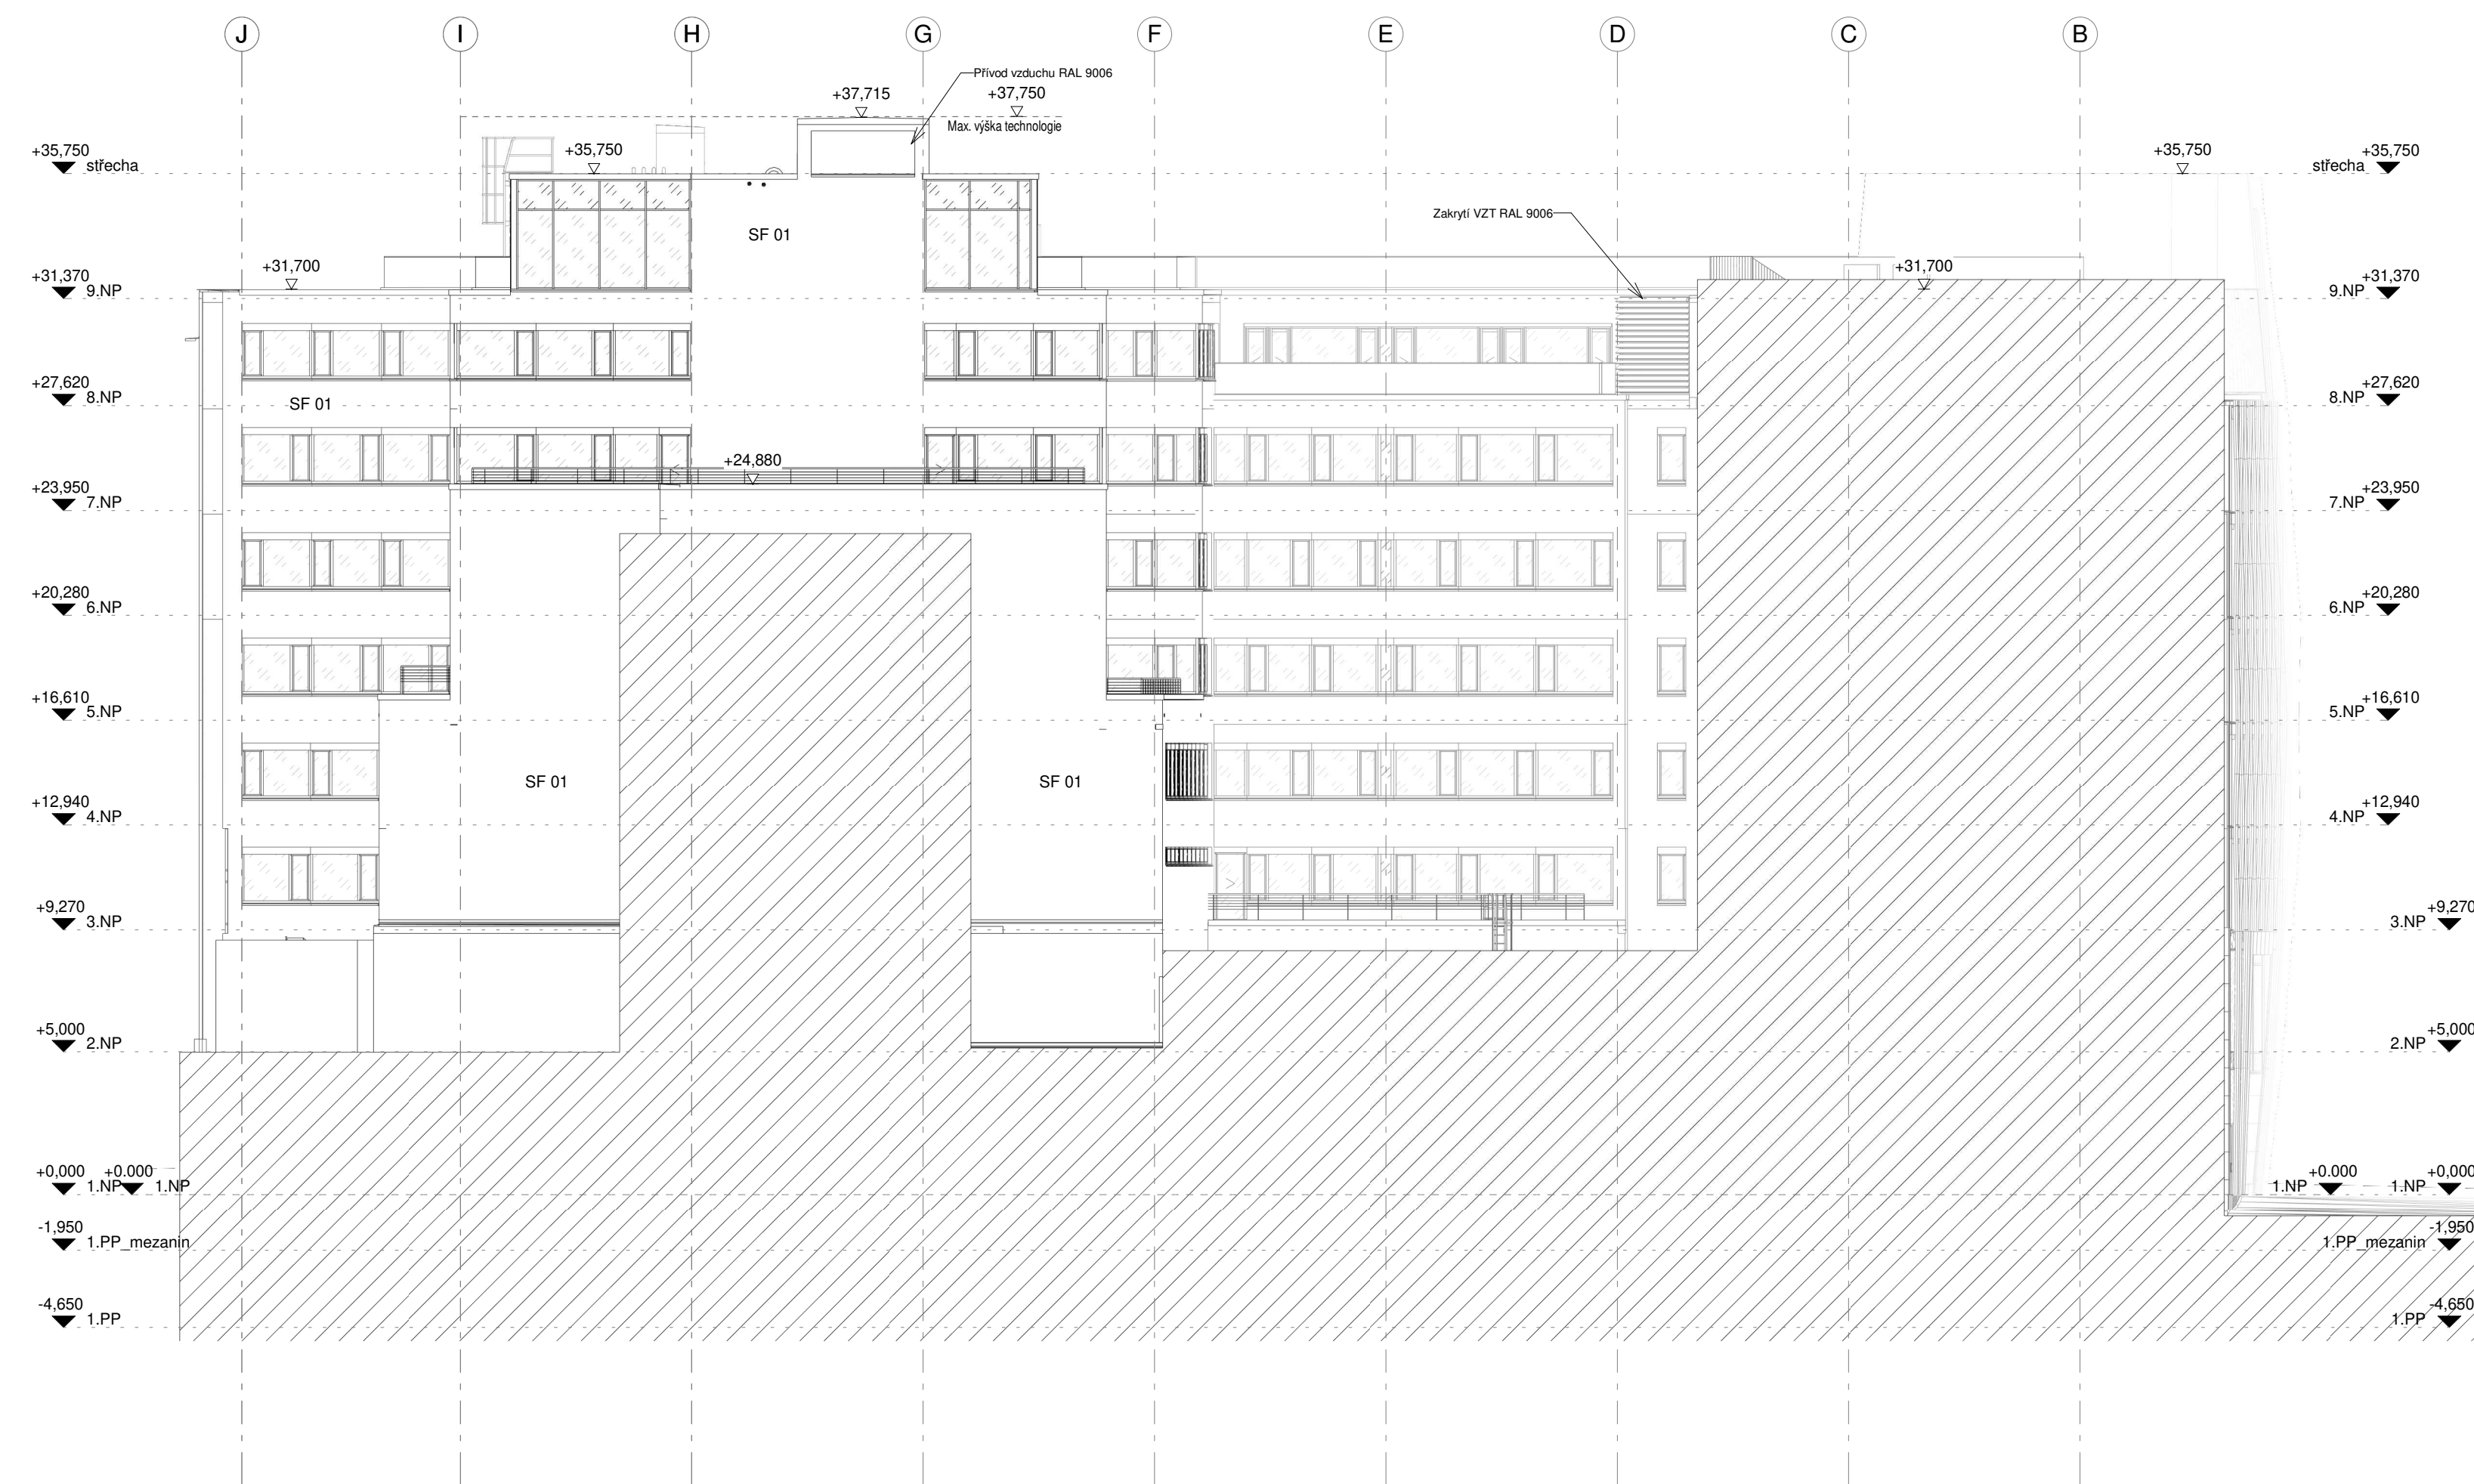 J I H G F E D C B
Přívod vzduchu RAL 9006
+37,715
+37,750
Max. výška technologie
+35,750
střecha
+35,750
+35,750
+35,750
střecha
Zakrytí VZT RAL 9006
SF 01
+31,370
9.NP
+31,700
+31,700
+31,370
9.NP
+27,620
8.NP
SF 01
+27,620
8.NP
+24,880
+23,950
7.NP
+23,950
7.NP
+20,280
6.NP
+20,280
6.NP
+16,610
5.NP
+16,610
5.NP
SF 01
SF 01
+12,940
4.NP
+12,940
4.NP
+9,270
3.NP
+9,270
3.NP
+5,000
2.NP
+5,000
2.NP
+0,000
1.NP
+0.000
1.NP
+0.000
1.NP
+0,000
1.NP
-1,950
1.PP_mezanin
-1,950
1.PP_mezanin
-4,650
1.PP
-4,650
1.PP